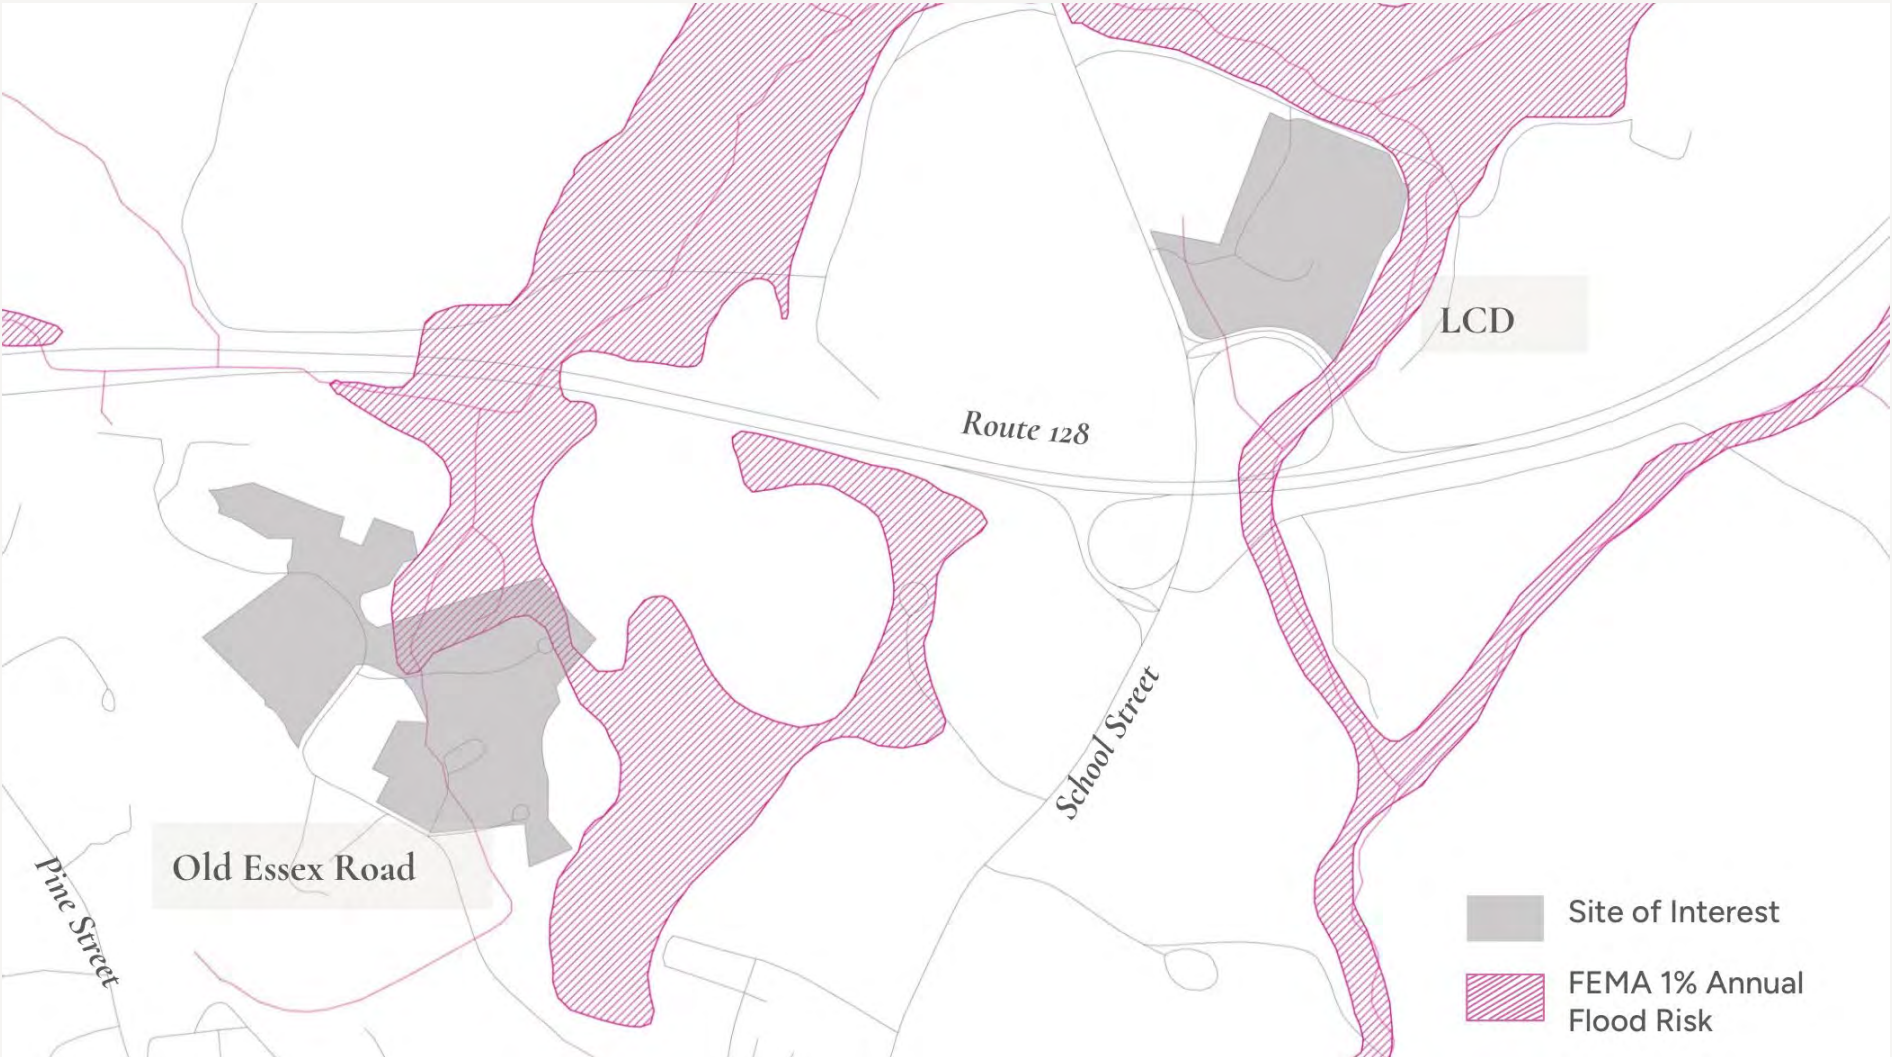 LCD
Route 128
School Street
Old Essex Road
Pine Street
Site of Interest
FEMA 1% Annual
Flood Risk